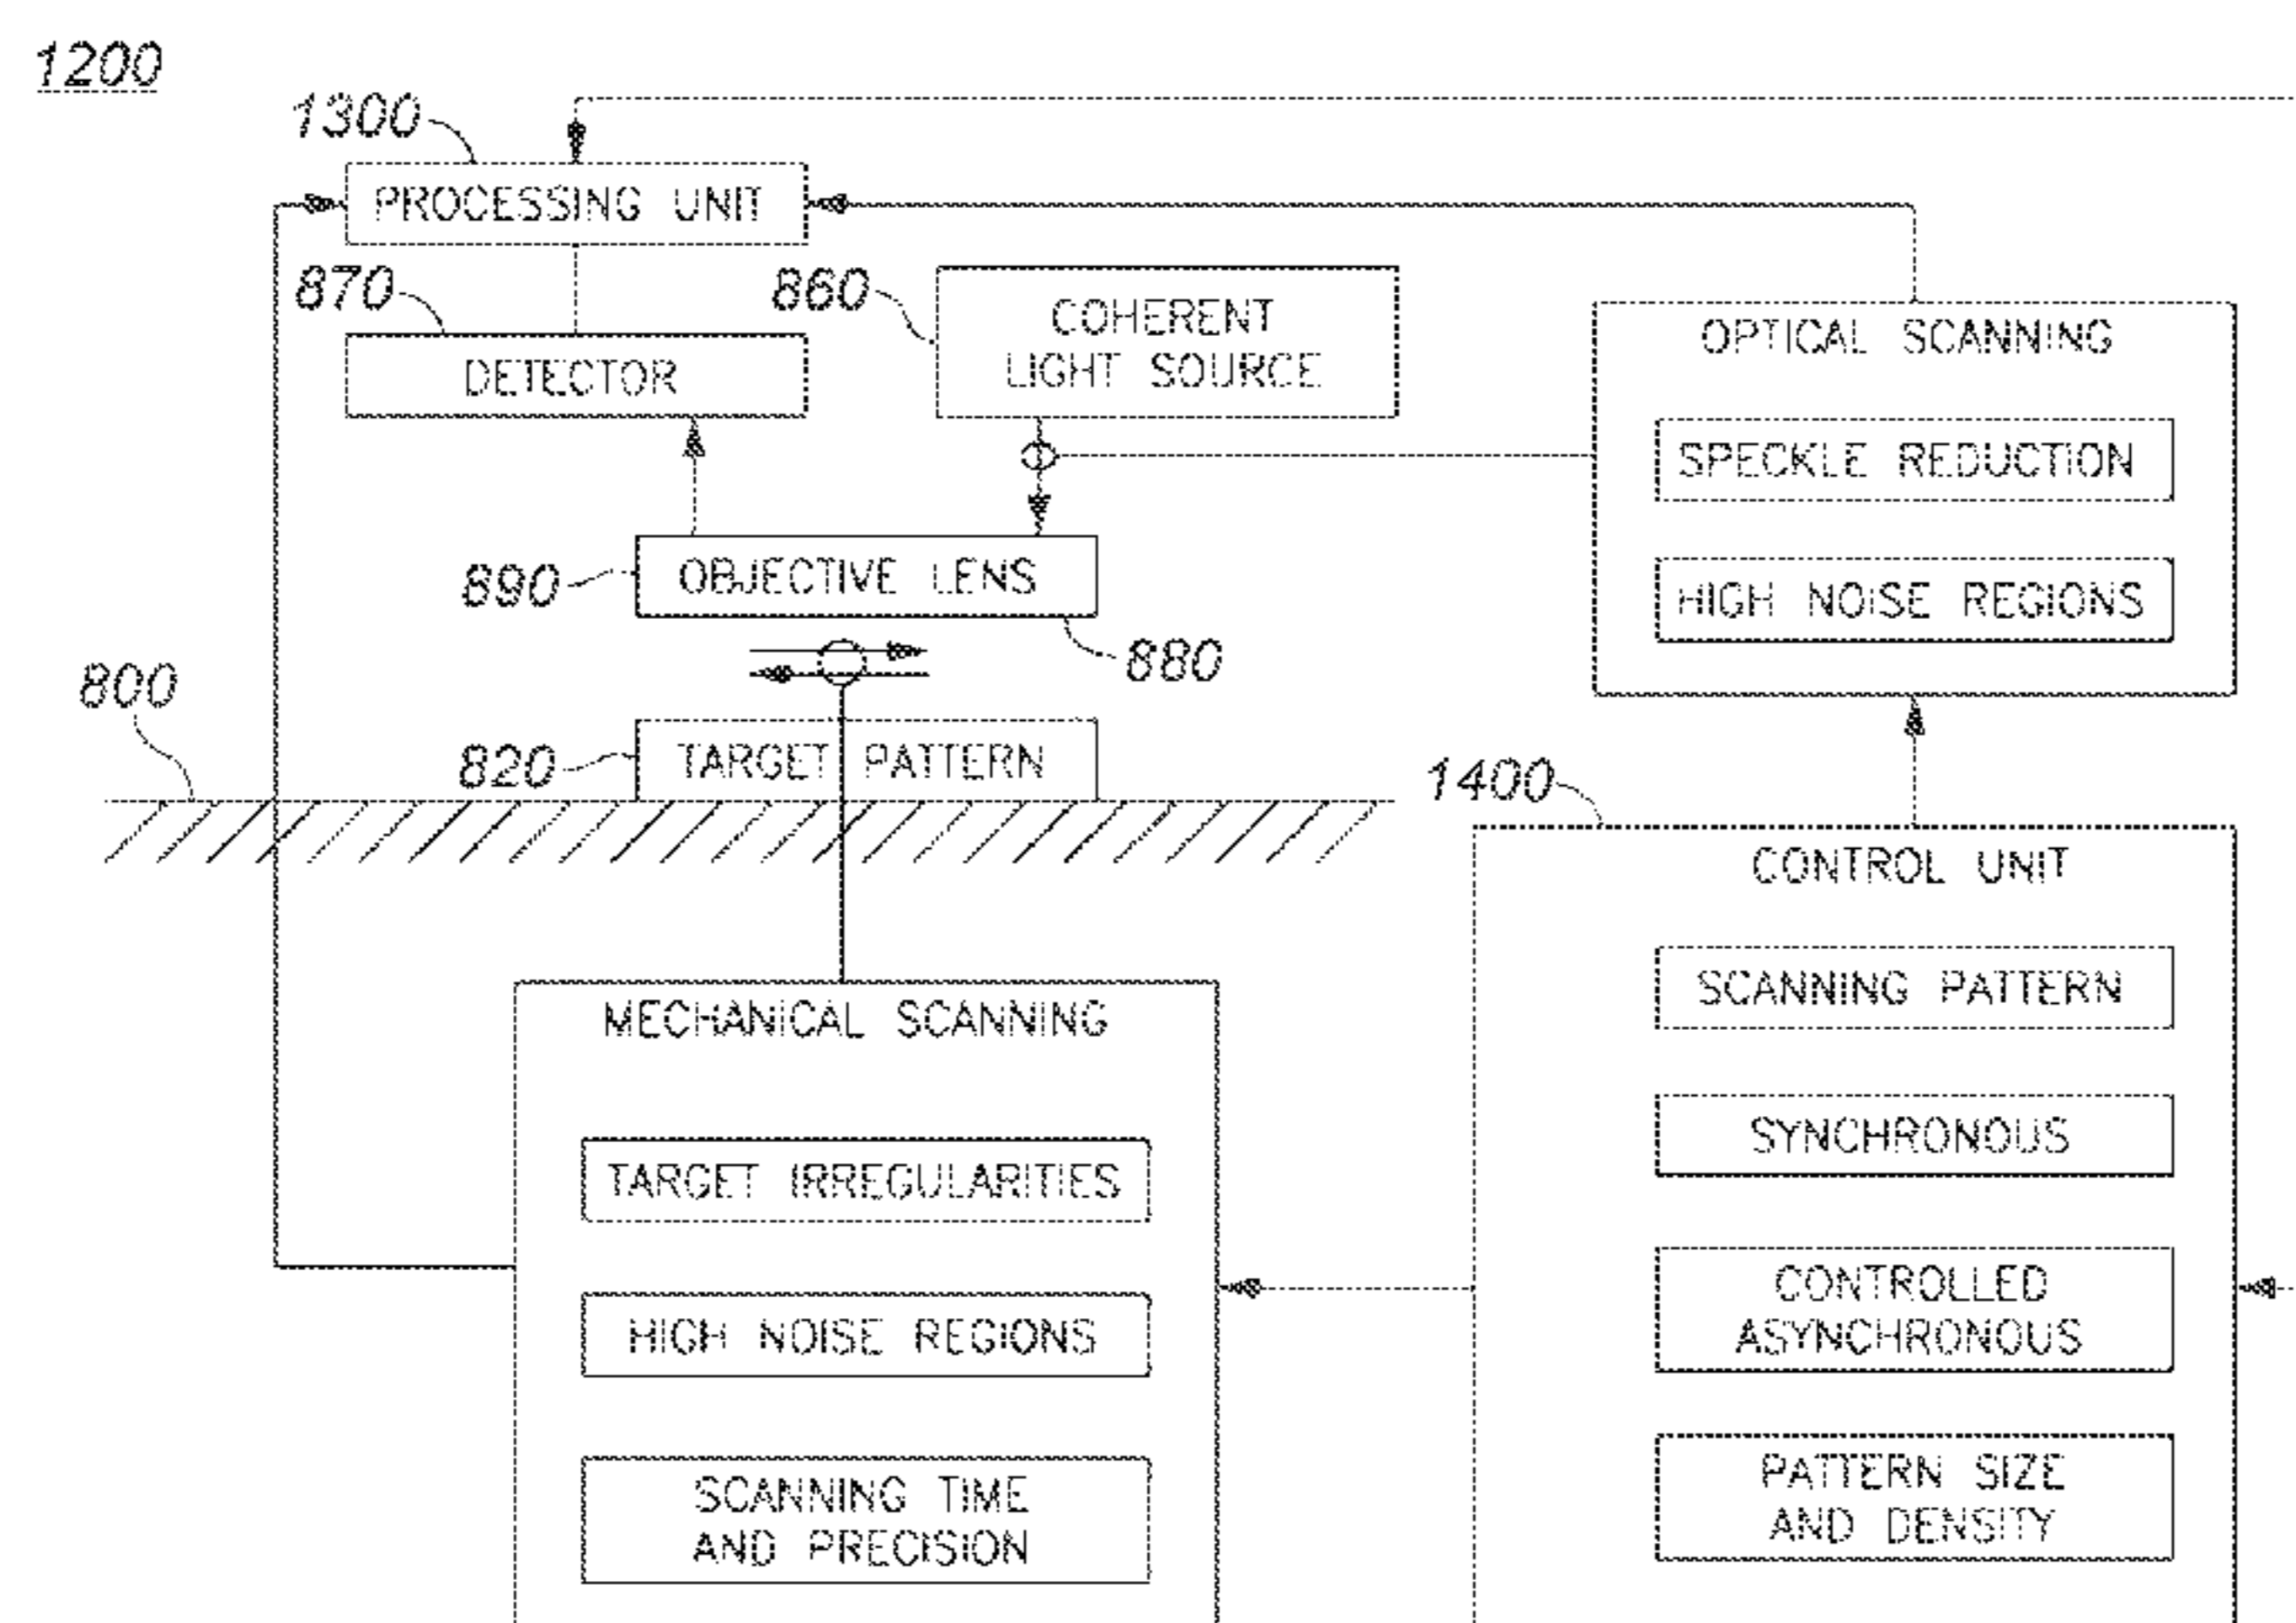 1200
1300
PROCESSING UNIT
870
DETECTOR
860
COHERENT
LIGHT SOURCE
OPTICAL SCANNING
SPECKLE REDUCTION
HIGH NOISE REGIONS
890
OBJECTIVE LENS
880
800
820
TARGET PATTERN
1400
CONTROL UNIT
SCANNING PATTERN
SYNCHRONOUS
CONTROLLED
ASYNCHRONOUS
PATTERN SIZE
AND DENSITY
MECHANICAL SCANNING
TARGET IRREGULARITIES
HIGH NOISE REGIONS
SCANNING TIME
AND PRECISION